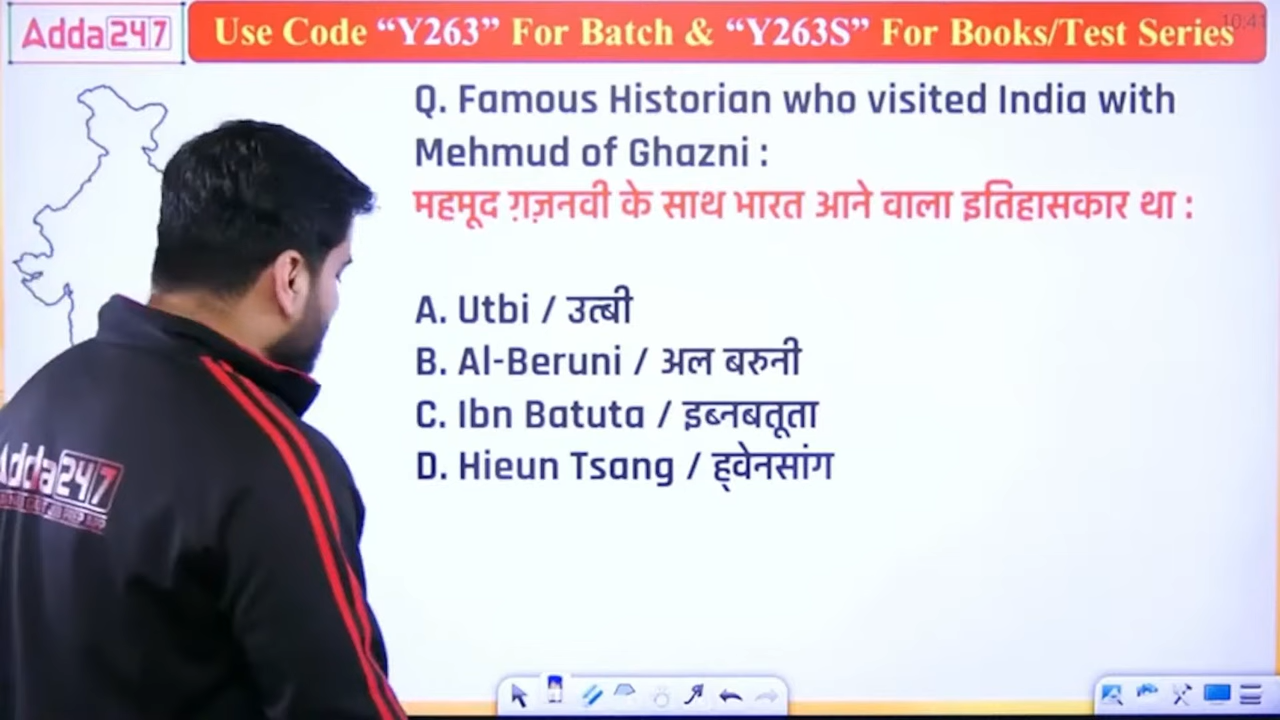 Adda247
Use Code “Y263” For Batch & “Y263S” For Books/Test Series
10:41
Q. Famous Historian who visited India with
Mehmud of Ghazni :
महमूद ग़ज़नवी के साथ भारत आने वाला इतिहासकार था :
A. Utbi / उत्बी
B. Al-Beruni / अल बरुनी
C. Ibn Batuta / इब्नबतूता
D. Hieun Tsang / ह्वेनसांग
Adda247